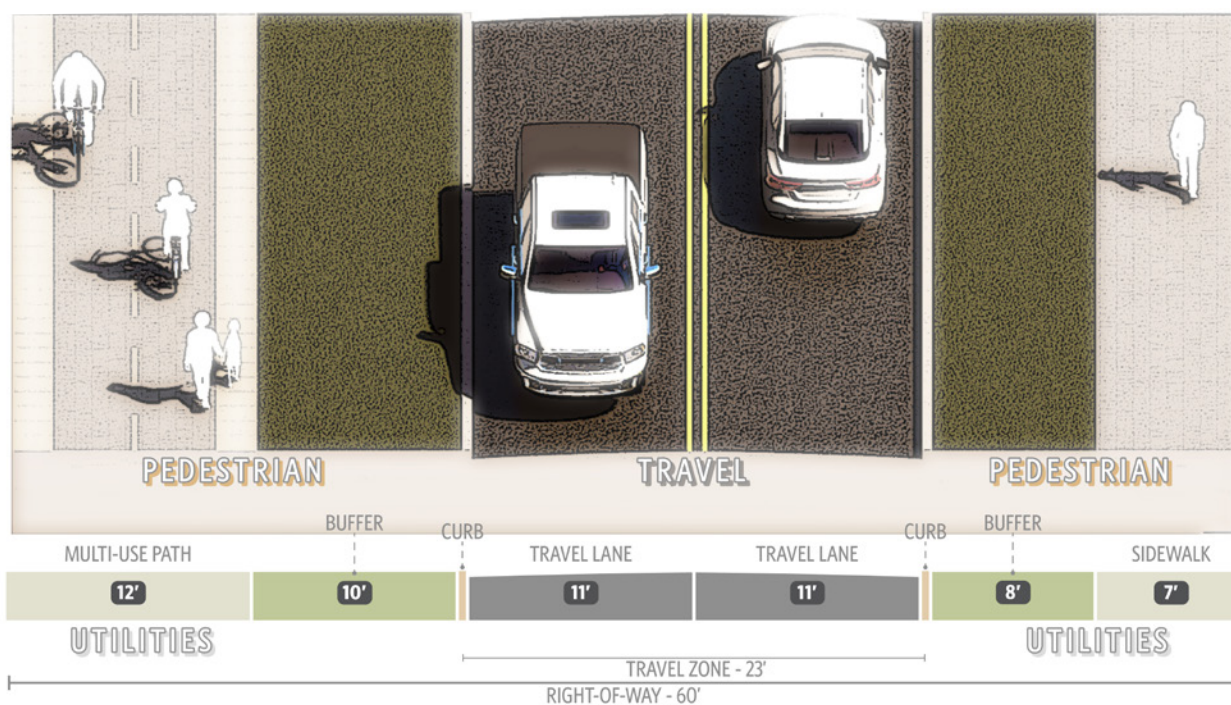 PEDESTRIAN TRAVEL PEDESTRIAN
BUFFER CURB CURB BUFFER
MULTI-USE PATH TRAVEL LANE TRAVEL LANE SIDEWALK
12' 10' 11' 11' 8' 7'
UTILITIES UTILITIES
TRAVEL ZONE - 23'
RIGHT-OF-WAY - 60'